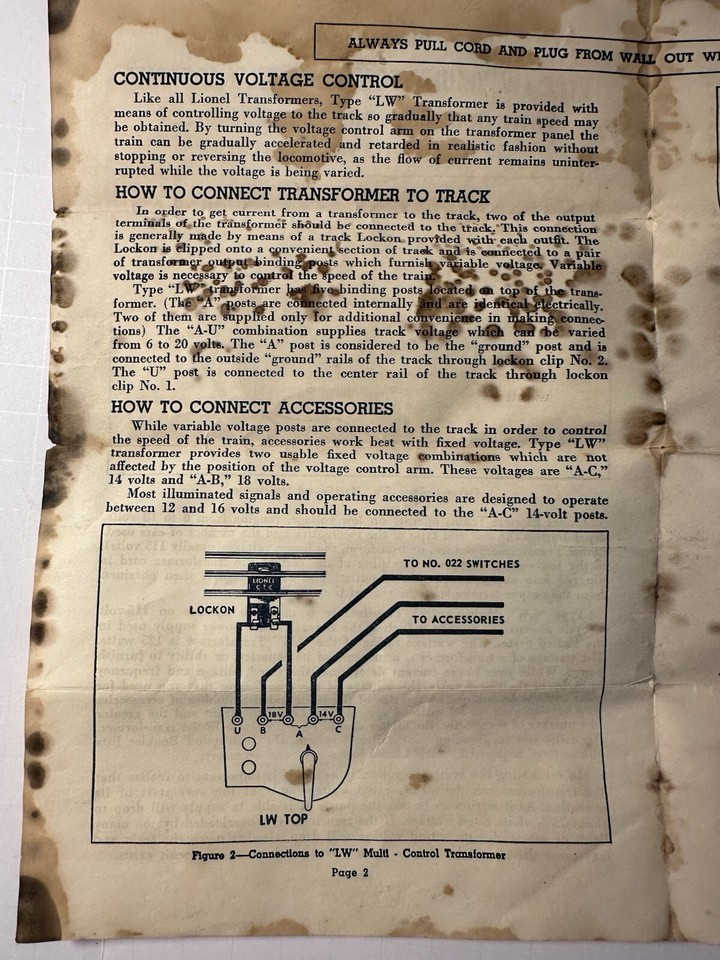 ALWAYS PULL CORD AND PLUG FROM WALL OUT
CONTINUOUS VOLTAGE CONTROL
Like all Lionel Transformers, Type “LW” Transformer is provided with
means of controlling voltage to the track so gradually that any train speed may
be obtained. By turning the voltage control arm on the transformer panel the
train can be gradually accelerated and retarded in realistic fashion without
stopping or reversing the locomotive, as the flow of current remains uninter-
rupted while the voltage is being varied.
HOW TO CONNECT TRANSFORMER TO TRACK
In order to get current from a transformer to the track, two of the output
terminals of the transformer should be connected to the track. This connection
is generally made by means of a track Lockon provided with each outfit. The
Lockon is clipped onto a convenient section of track and is connected to a pair
of transformer output binding posts which furnish variable voltage. Variable
voltage is necessary to control the speed of the train.
Type “LW” transformer has five binding posts located on top of the trans-
former. (The “A” posts are connected internally and are identical electrically.
Two of them are supplied only for additional convenience in making connec-
tions) The “A-U” combination supplies track voltage which can be varied
from 6 to 20 volts. The “A” post is considered to be the “ground” post and is
connected to the outside “ground” rails of the track through lockon clip No. 2.
The “U” post is connected to the center rail of the track through lockon
clip No. 1.
HOW TO CONNECT ACCESSORIES
While variable voltage posts are connected to the track in order to control
the speed of the train, accessories work best with fixed voltage. Type “LW”
transformer provides two usable fixed voltage combinations which are not
affected by the position of the voltage control arm. These voltages are “A-C,”
14 volts and “A-B,” 18 volts.
Most illuminated signals and operating accessories are designed to operate
between 12 and 16 volts and should be connected to the “A-C” 14-volt posts.
TO NO. 022 SWITCHES
LIONEL
C T C
LOCKON
TO ACCESSORIES
18V 14V
U B A C
A
LW TOP
Figure 2—Connections to "LW" Multi - Control Transformer
Page 2